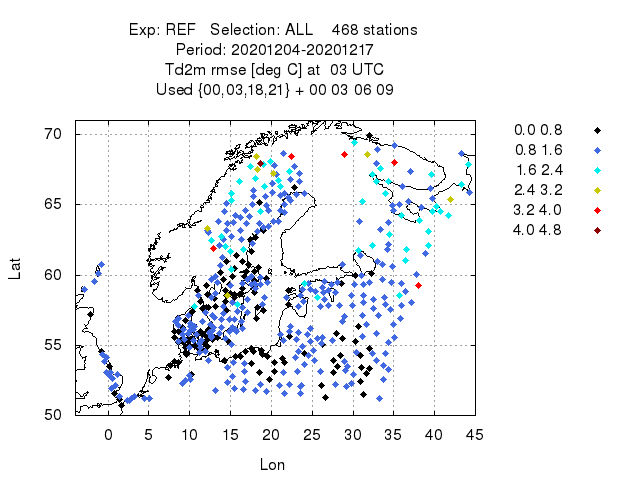 Exp: REF Selection: ALL 468 stations
Period: 20201204-20201217
Td2m rmse [deg C] at 03 UTC
Used {00,03,18,21} + 00 03 06 09
0.0 0.8
0.8 1.6
1.6 2.4
2.4 3.2
3.2 4.0
4.0 4.8
70
65
60
55
50
Lat
0 5 10 15 20 25 30 35 40 45
Lon